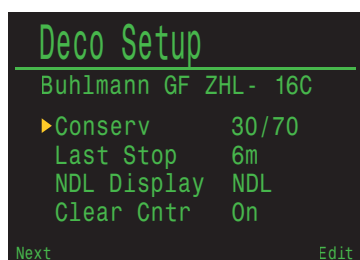 Deco Setup
Buhlmann GF ZHL- 16C
Conserv 30/70
Last Stop 6m
NDL Display NDL
Clear Cntr On
Next Edit